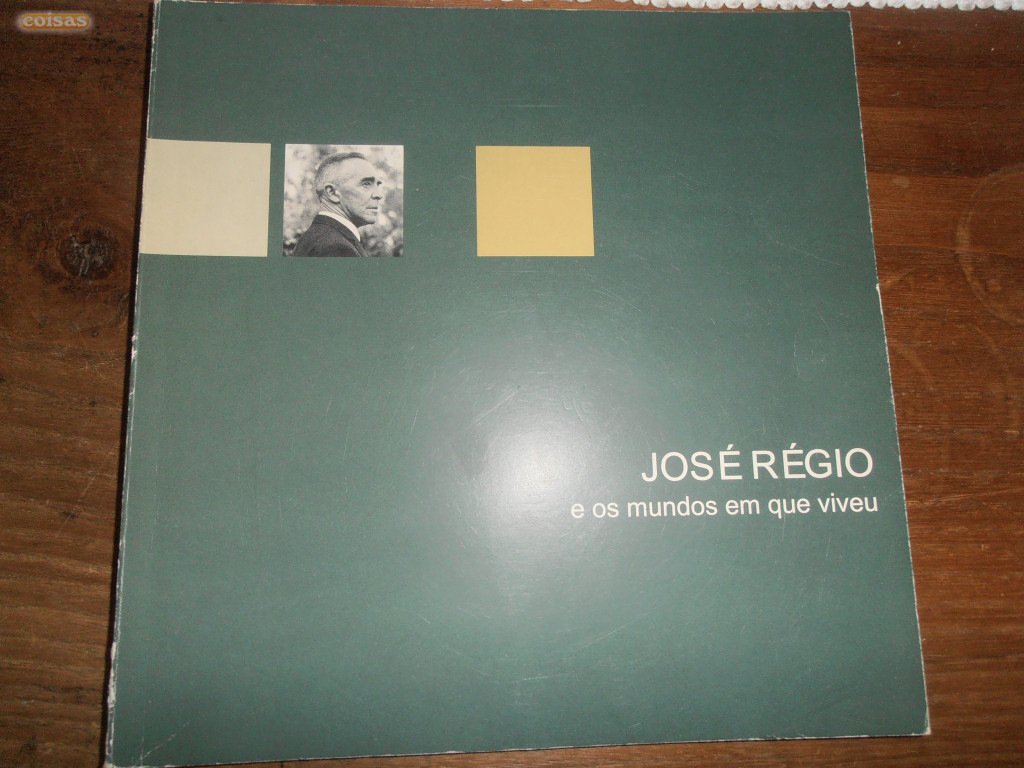 coisas
JOSÉ RÉGIO
e os mundos em que viveu